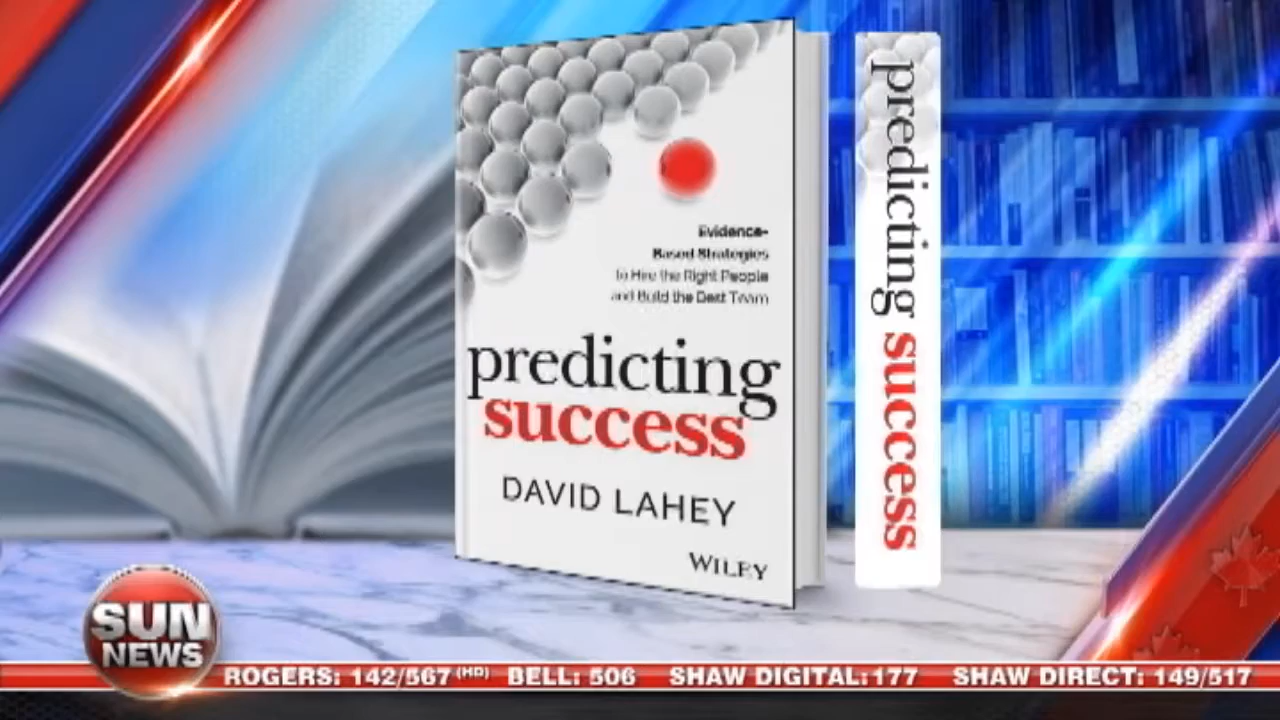 Evidence-
Based Strategies
to Hire the Right People
and Build the Best Team
predicting
success
DAVID LAHEY
WILEY
predicting success
SUN
NEWS
ROGERS: 142/567 (HD) BELL: 506 SHAW DIGITAL: 177 SHAW DIRECT: 149/517